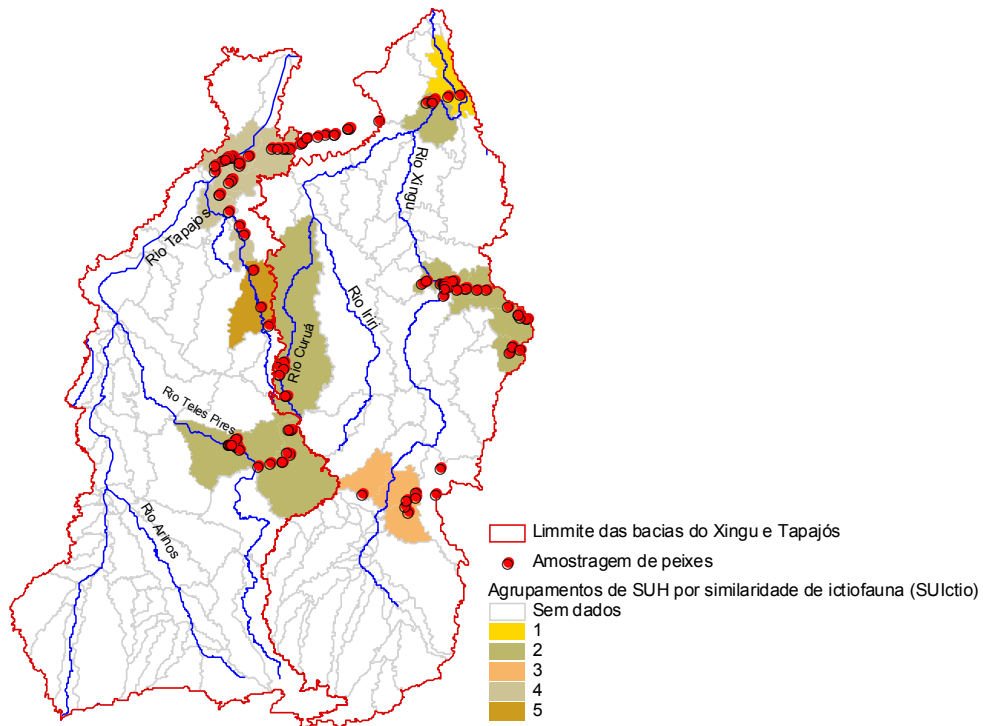 Rio Xingu
Rio Tapajós
Rio Iriri
Rio Curuá
Rio Teles Pires
Rio Arinos
Limmite das bacias do Xingu e Tapajós
Amostragem de peixes
Agrupamentos de SUH por similaridade de ictiofauna (SUIctio)
Sem dados
1
2
3
4
5